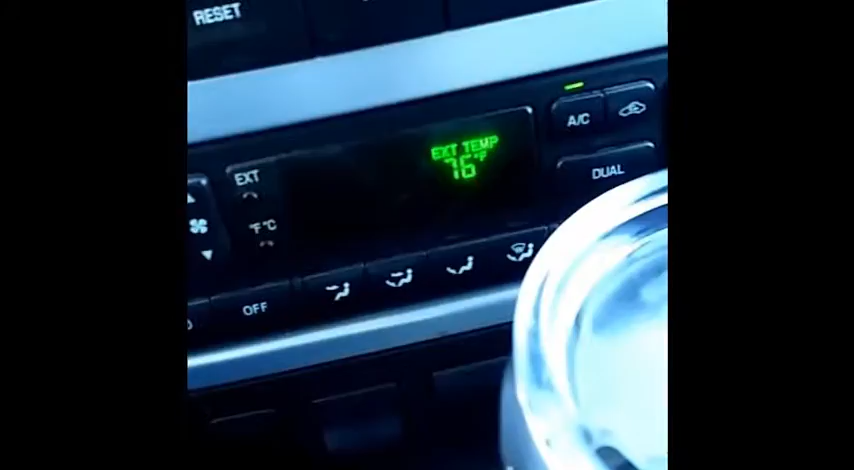 RESET
EXT TEMP
76°F
A/C
EXT
DUAL
°F°C
OFF